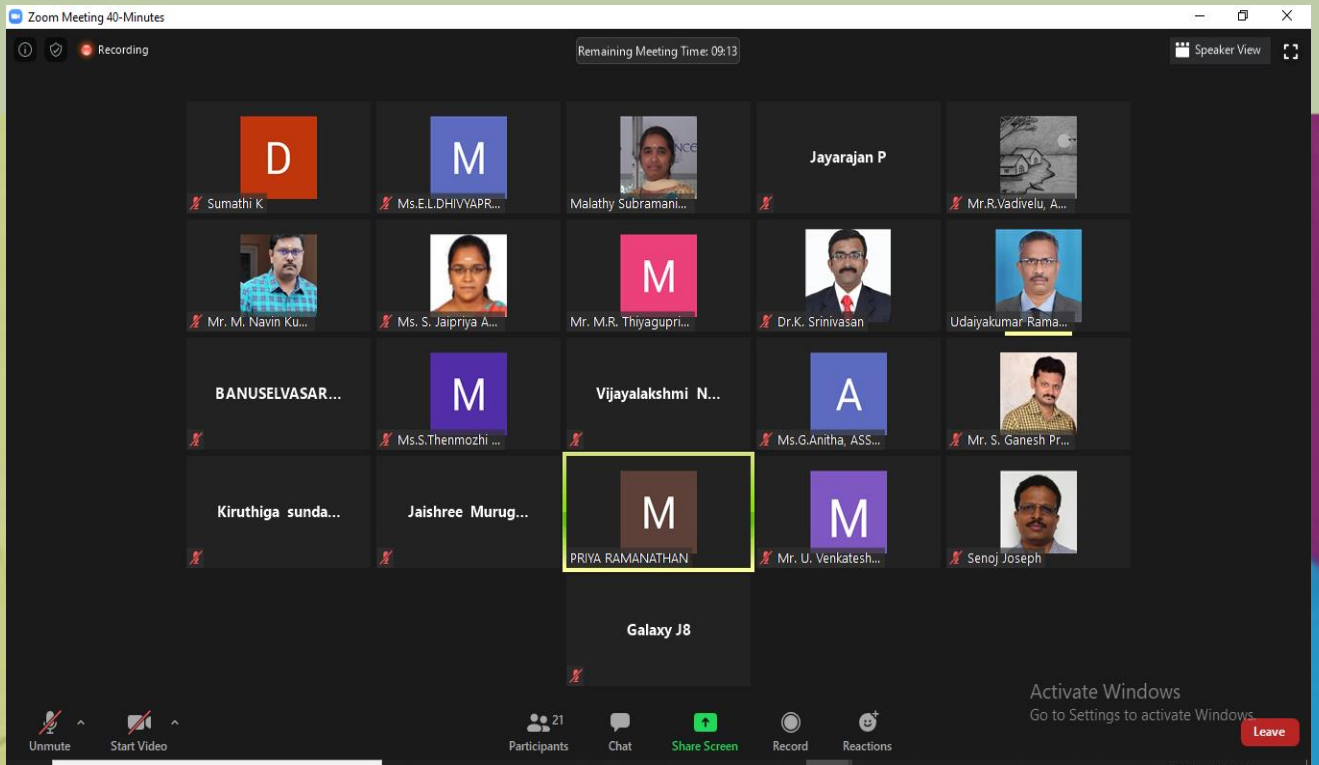 Zoom Meeting 40-Minutes
Recording
Remaining Meeting Time: 09:13
Speaker View
D
M
NCE
Jayarajan P
Sumathi K
Ms.E.L.DHIVYAPR...
Malathy Subramani...
Mr.R.Vadivelu, A...
M
Mr. M. Navin Ku...
Ms. S. Jaipriya A...
Mr. M.R. Thiyagupri...
Dr.K. Srinivasan
Udaiyakumar Rama...
BANUSELVASAR...
M
Vijayalakshmi N...
A
Ms.S.Thenmozhi ...
Ms.G.Anitha, ASS...
Mr. S. Ganesh Pr...
Kiruthiga sunda...
Jaishree Murug...
M
M
PRIYA RAMANATHAN
Mr. U. Venkatesh...
Senoj Joseph
Galaxy J8
Activate Windows
Go to Settings to activate Windows.
21
Unmute
Start Video
Participants
Chat
Share Screen
Record
Reactions
Leave